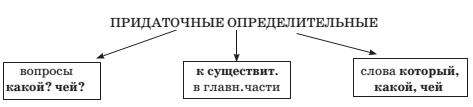 ПРИДАТОЧНЫЕ ОПРЕДЕЛИТЕЛЬНЫЕ
вопросы
какой? чей?
к существит.
в главн.части
слова который,
какой, чей